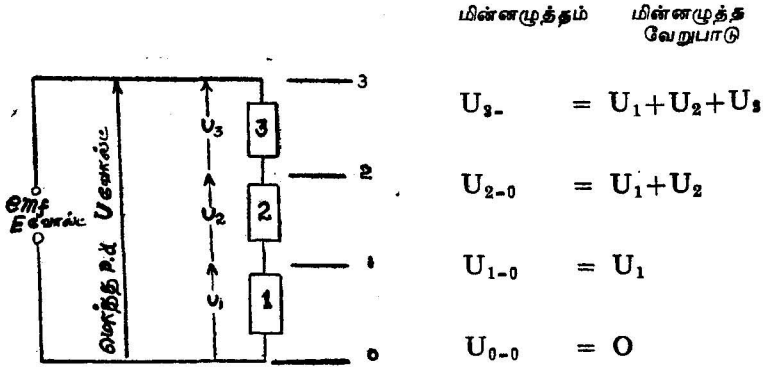 மின்னழுத்தம் மின்னழுத்த
வேறுபாடு
3
U₃₋ = U₁+U₂+U₃
U₃
3
2
U₂₋₀ = U₁+U₂
emf
E வோல்ட்
மொத்த P.d U வோல்ட்
U₂
2
1
U₁₋₀ = U₁
U₁
1
0
U₀₋₀ = O